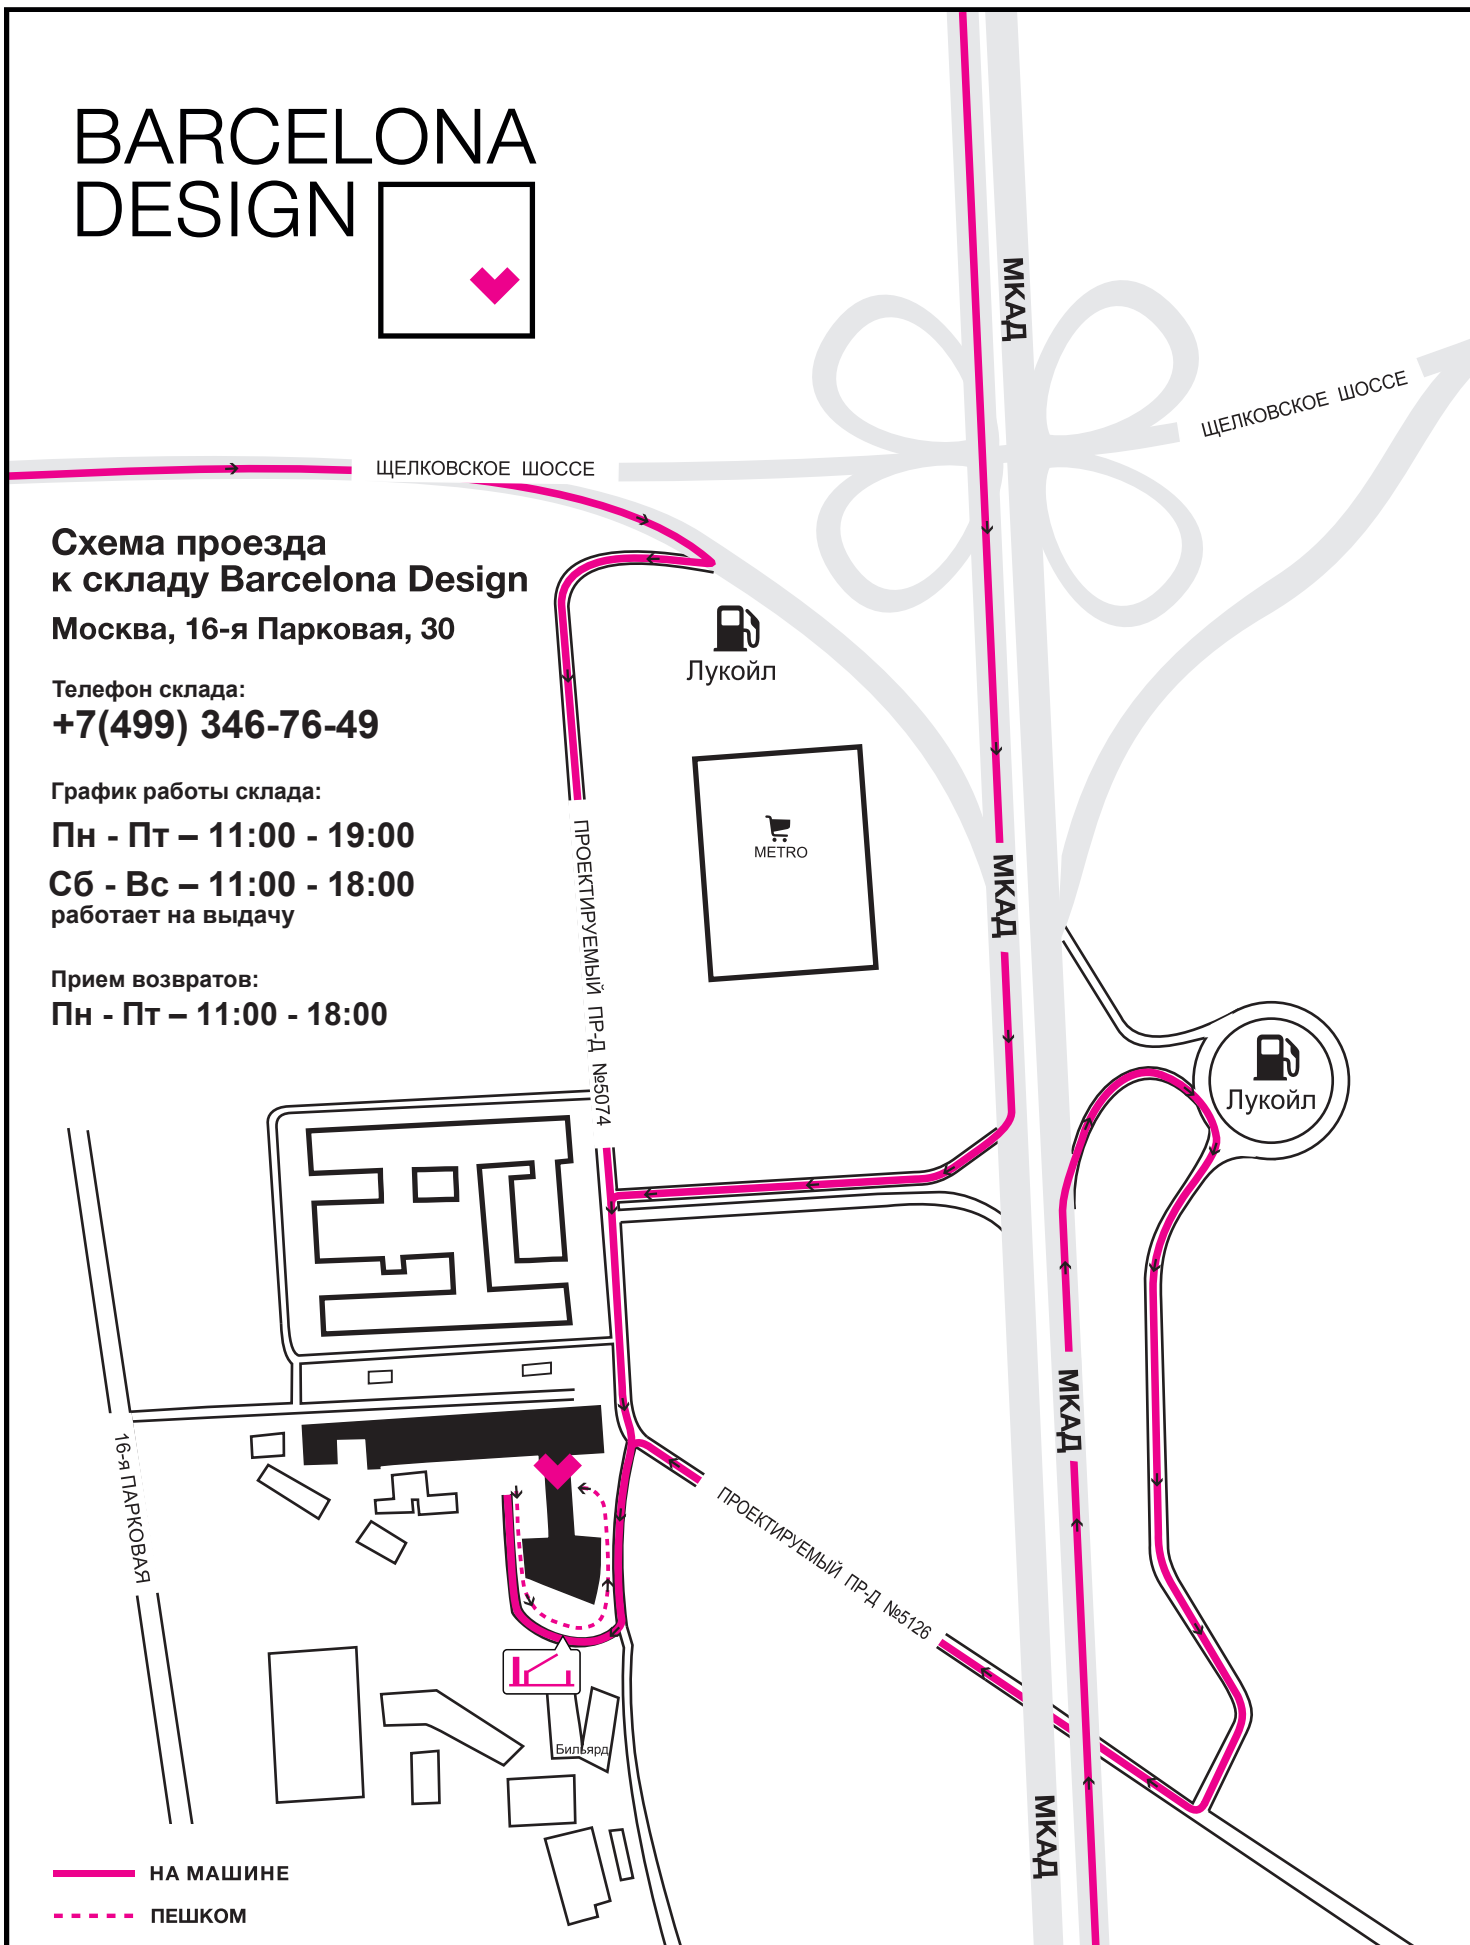 BARCELONA
DESIGN
МКАД
ЩЕЛКОВСКОЕ ШОССЕ
ЩЕЛКОВСКОЕ ШОССЕ
Схема проезда
к складу Barcelona Design
Москва, 16-я Парковая, 30
Лукойл
Телефон склада:
+7(499) 346-76-49
График работы склада:
Пн - Пт – 11:00 - 19:00
Сб - Вс – 11:00 - 18:00
работает на выдачу
METRO
МКАД
ПРОЕКТИРУЕМЫЙ ПР-Д №5074
Прием возвратов:
Пн - Пт – 11:00 - 18:00
Лукойл
МКАД
16-я ПАРКОВАЯ
ПРОЕКТИРУЕМЫЙ ПР-Д №5126
Бильярд
МКАД
НА МАШИНЕ
ПЕШКОМ